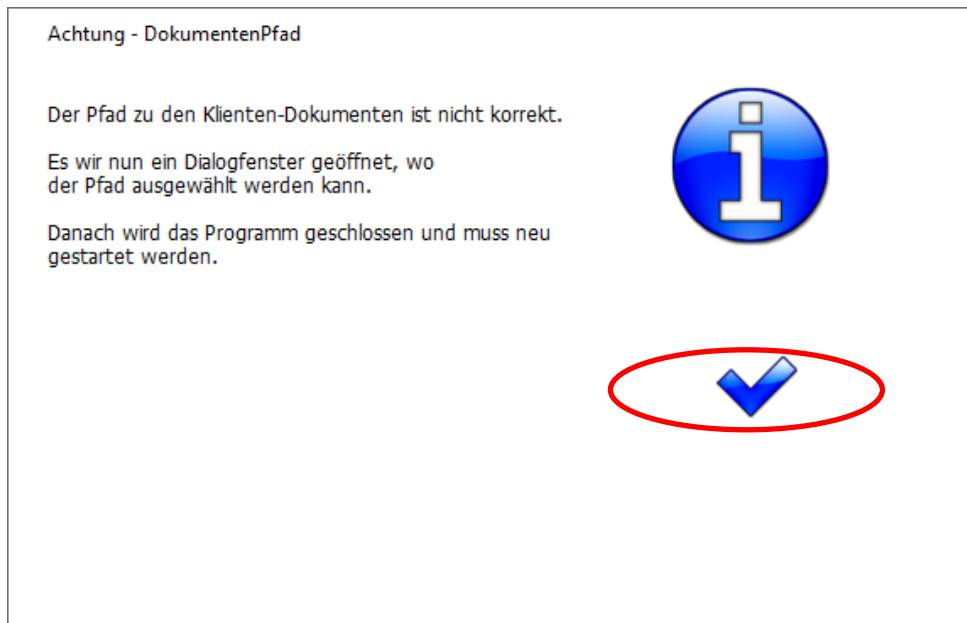 Achtung - DokumentenPfad
Der Pfad zu den Klienten-Dokumenten ist nicht korrekt.
Es wir nun ein Dialogfenster geöffnet, wo
der Pfad ausgewählt werden kann.
Danach wird das Programm geschlossen und muss neu
gestartet werden.